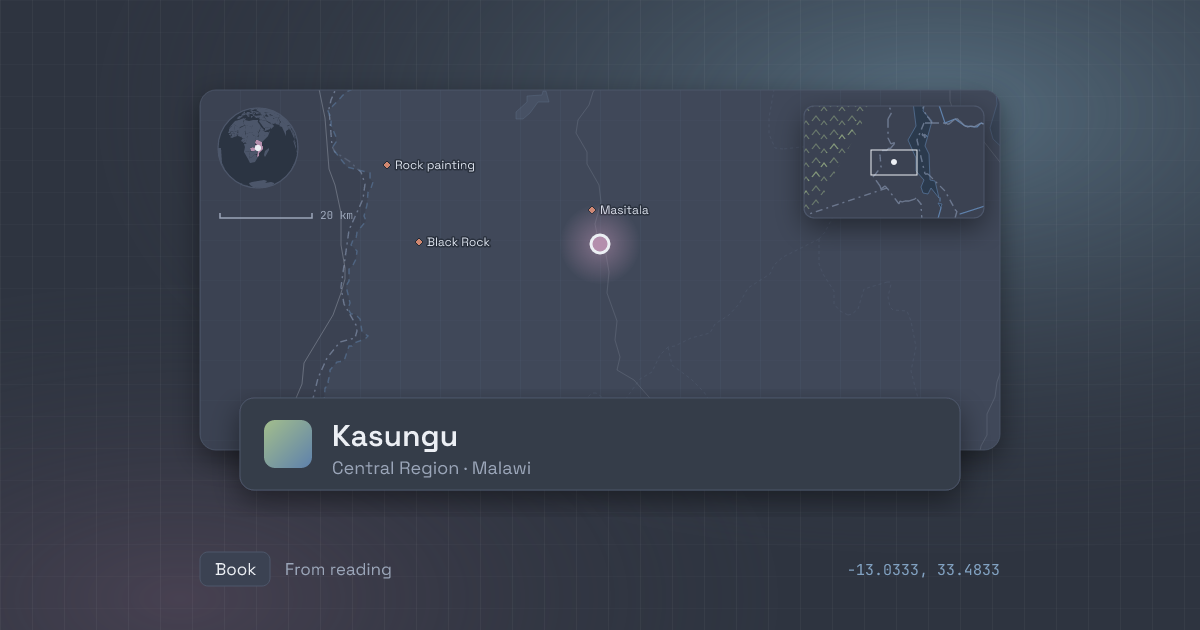 Rock painting
Masitala
20 km
Black Rock
Kasungu
Central Region · Malawi
Book
From reading
-13.0333, 33.4833